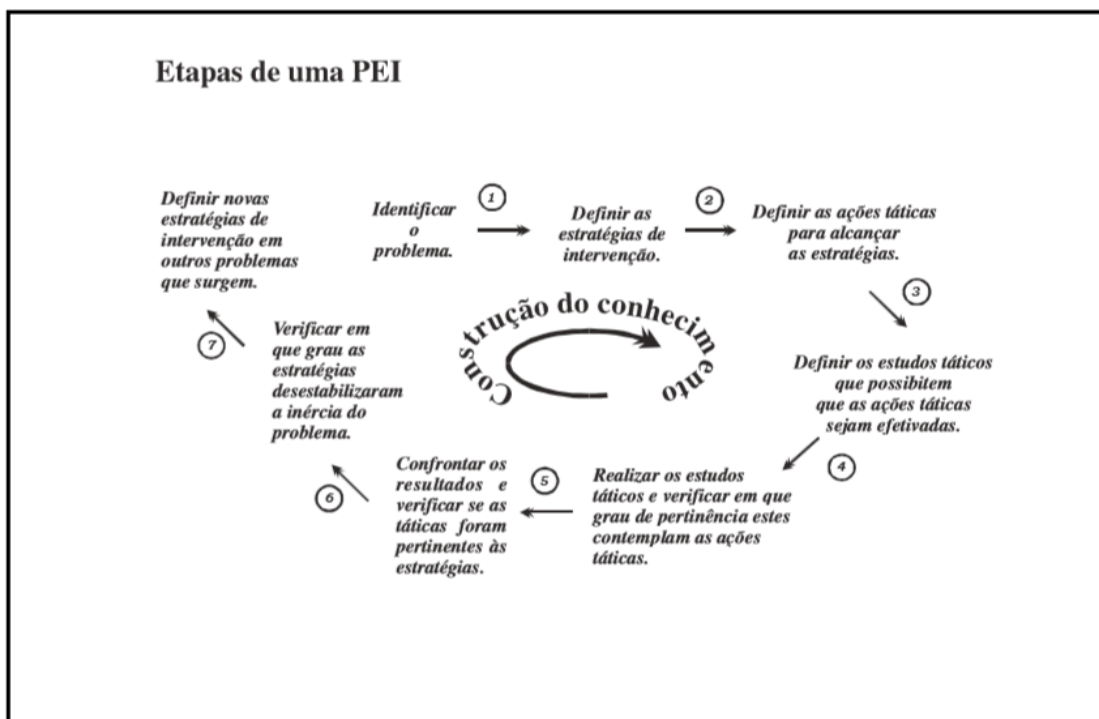 Etapas de uma PEI
Identificar
o
problema.
1
Definir as
estratégias de
intervenção.
2
Definir as ações táticas
para alcançar
as estratégias.
3
Definir os estudos táticos
que possibitem
que as ações táticas
sejam efetivadas.
4
Realizar os estudos
táticos e verificar em que
grau de pertinência estes
contemplam as ações
táticas.
5
Confrontar os
resultados e
verificar se as
táticas foram
pertinentes às
estratégias.
6
Verificar em
que grau as
estratégias
desestabilizaram
a inércia do
problema.
7
Definir novas
estratégias de
intervenção em
outros problemas
que surgem.
Construção do conhecimento